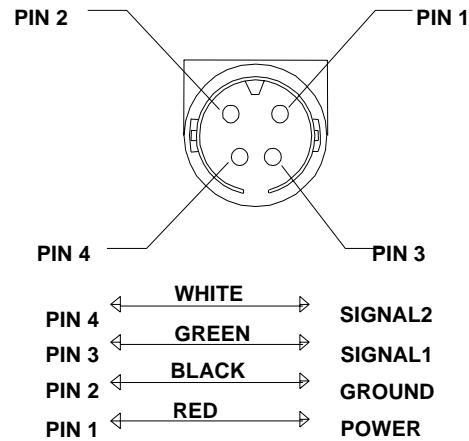 PIN 2 PIN 1
PIN 4 PIN 3
PIN 4 WHITE SIGNAL2
PIN 3 GREEN SIGNAL1
PIN 2 BLACK GROUND
PIN 1 RED POWER